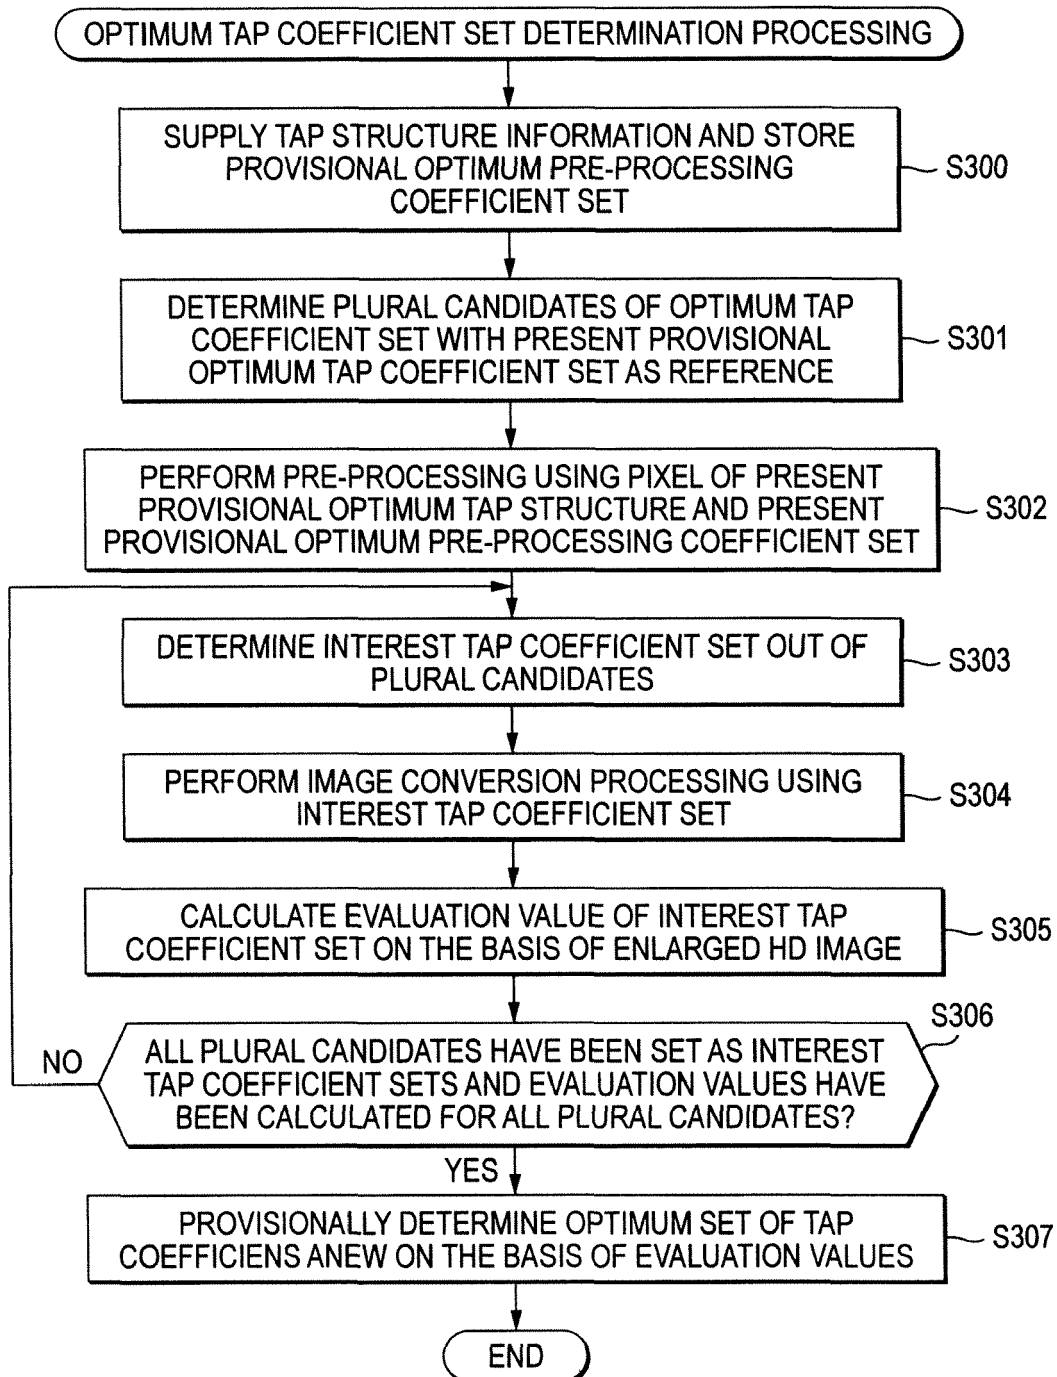 OPTIMUM TAP COEFFICIENT SET DETERMINATION PROCESSING
SUPPLY TAP STRUCTURE INFORMATION AND STORE
PROVISIONAL OPTIMUM PRE-PROCESSING
COEFFICIENT SET
S300
DETERMINE PLURAL CANDIDATES OF OPTIMUM TAP
COEFFICIENT SET WITH PRESENT PROVISIONAL
OPTIMUM TAP COEFFICIENT SET AS REFERENCE
S301
PERFORM PRE-PROCESSING USING PIXEL OF PRESENT
PROVISIONAL OPTIMUM TAP STRUCTURE AND PRESENT
PROVISIONAL OPTIMUM PRE-PROCESSING COEFFICIENT SET
S302
DETERMINE INTEREST TAP COEFFICIENT SET OUT OF
PLURAL CANDIDATES
S303
PERFORM IMAGE CONVERSION PROCESSING USING
INTEREST TAP COEFFICIENT SET
S304
CALCULATE EVALUATION VALUE OF INTEREST TAP
COEFFICIENT SET ON THE BASIS OF ENLARGED HD IMAGE
S305
S306
NO
ALL PLURAL CANDIDATES HAVE BEEN SET AS INTEREST
TAP COEFFICIENT SETS AND EVALUATION VALUES HAVE
BEEN CALCULATED FOR ALL PLURAL CANDIDATES?
YES
PROVISIONALLY DETERMINE OPTIMUM SET OF TAP
COEFFICIENS ANEW ON THE BASIS OF EVALUATION VALUES
S307
END